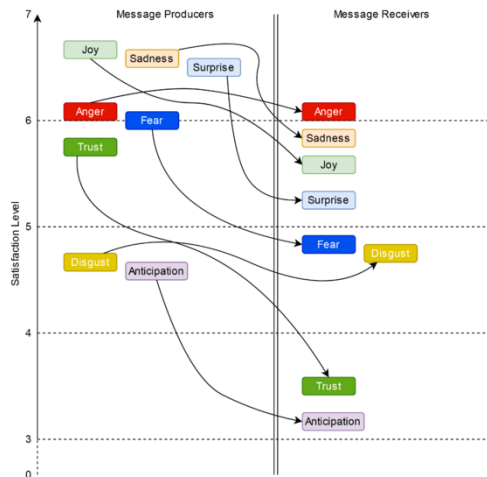 Message Producers
Message Receivers
7
Joy
Sadness
Surprise
Anger
Anger
6
Fear
Sadness
Trust
Joy
Surprise
5
Fear
Disgust
Disgust
Anticipation
4
Trust
Anticipation
3
0
Satisfaction Level